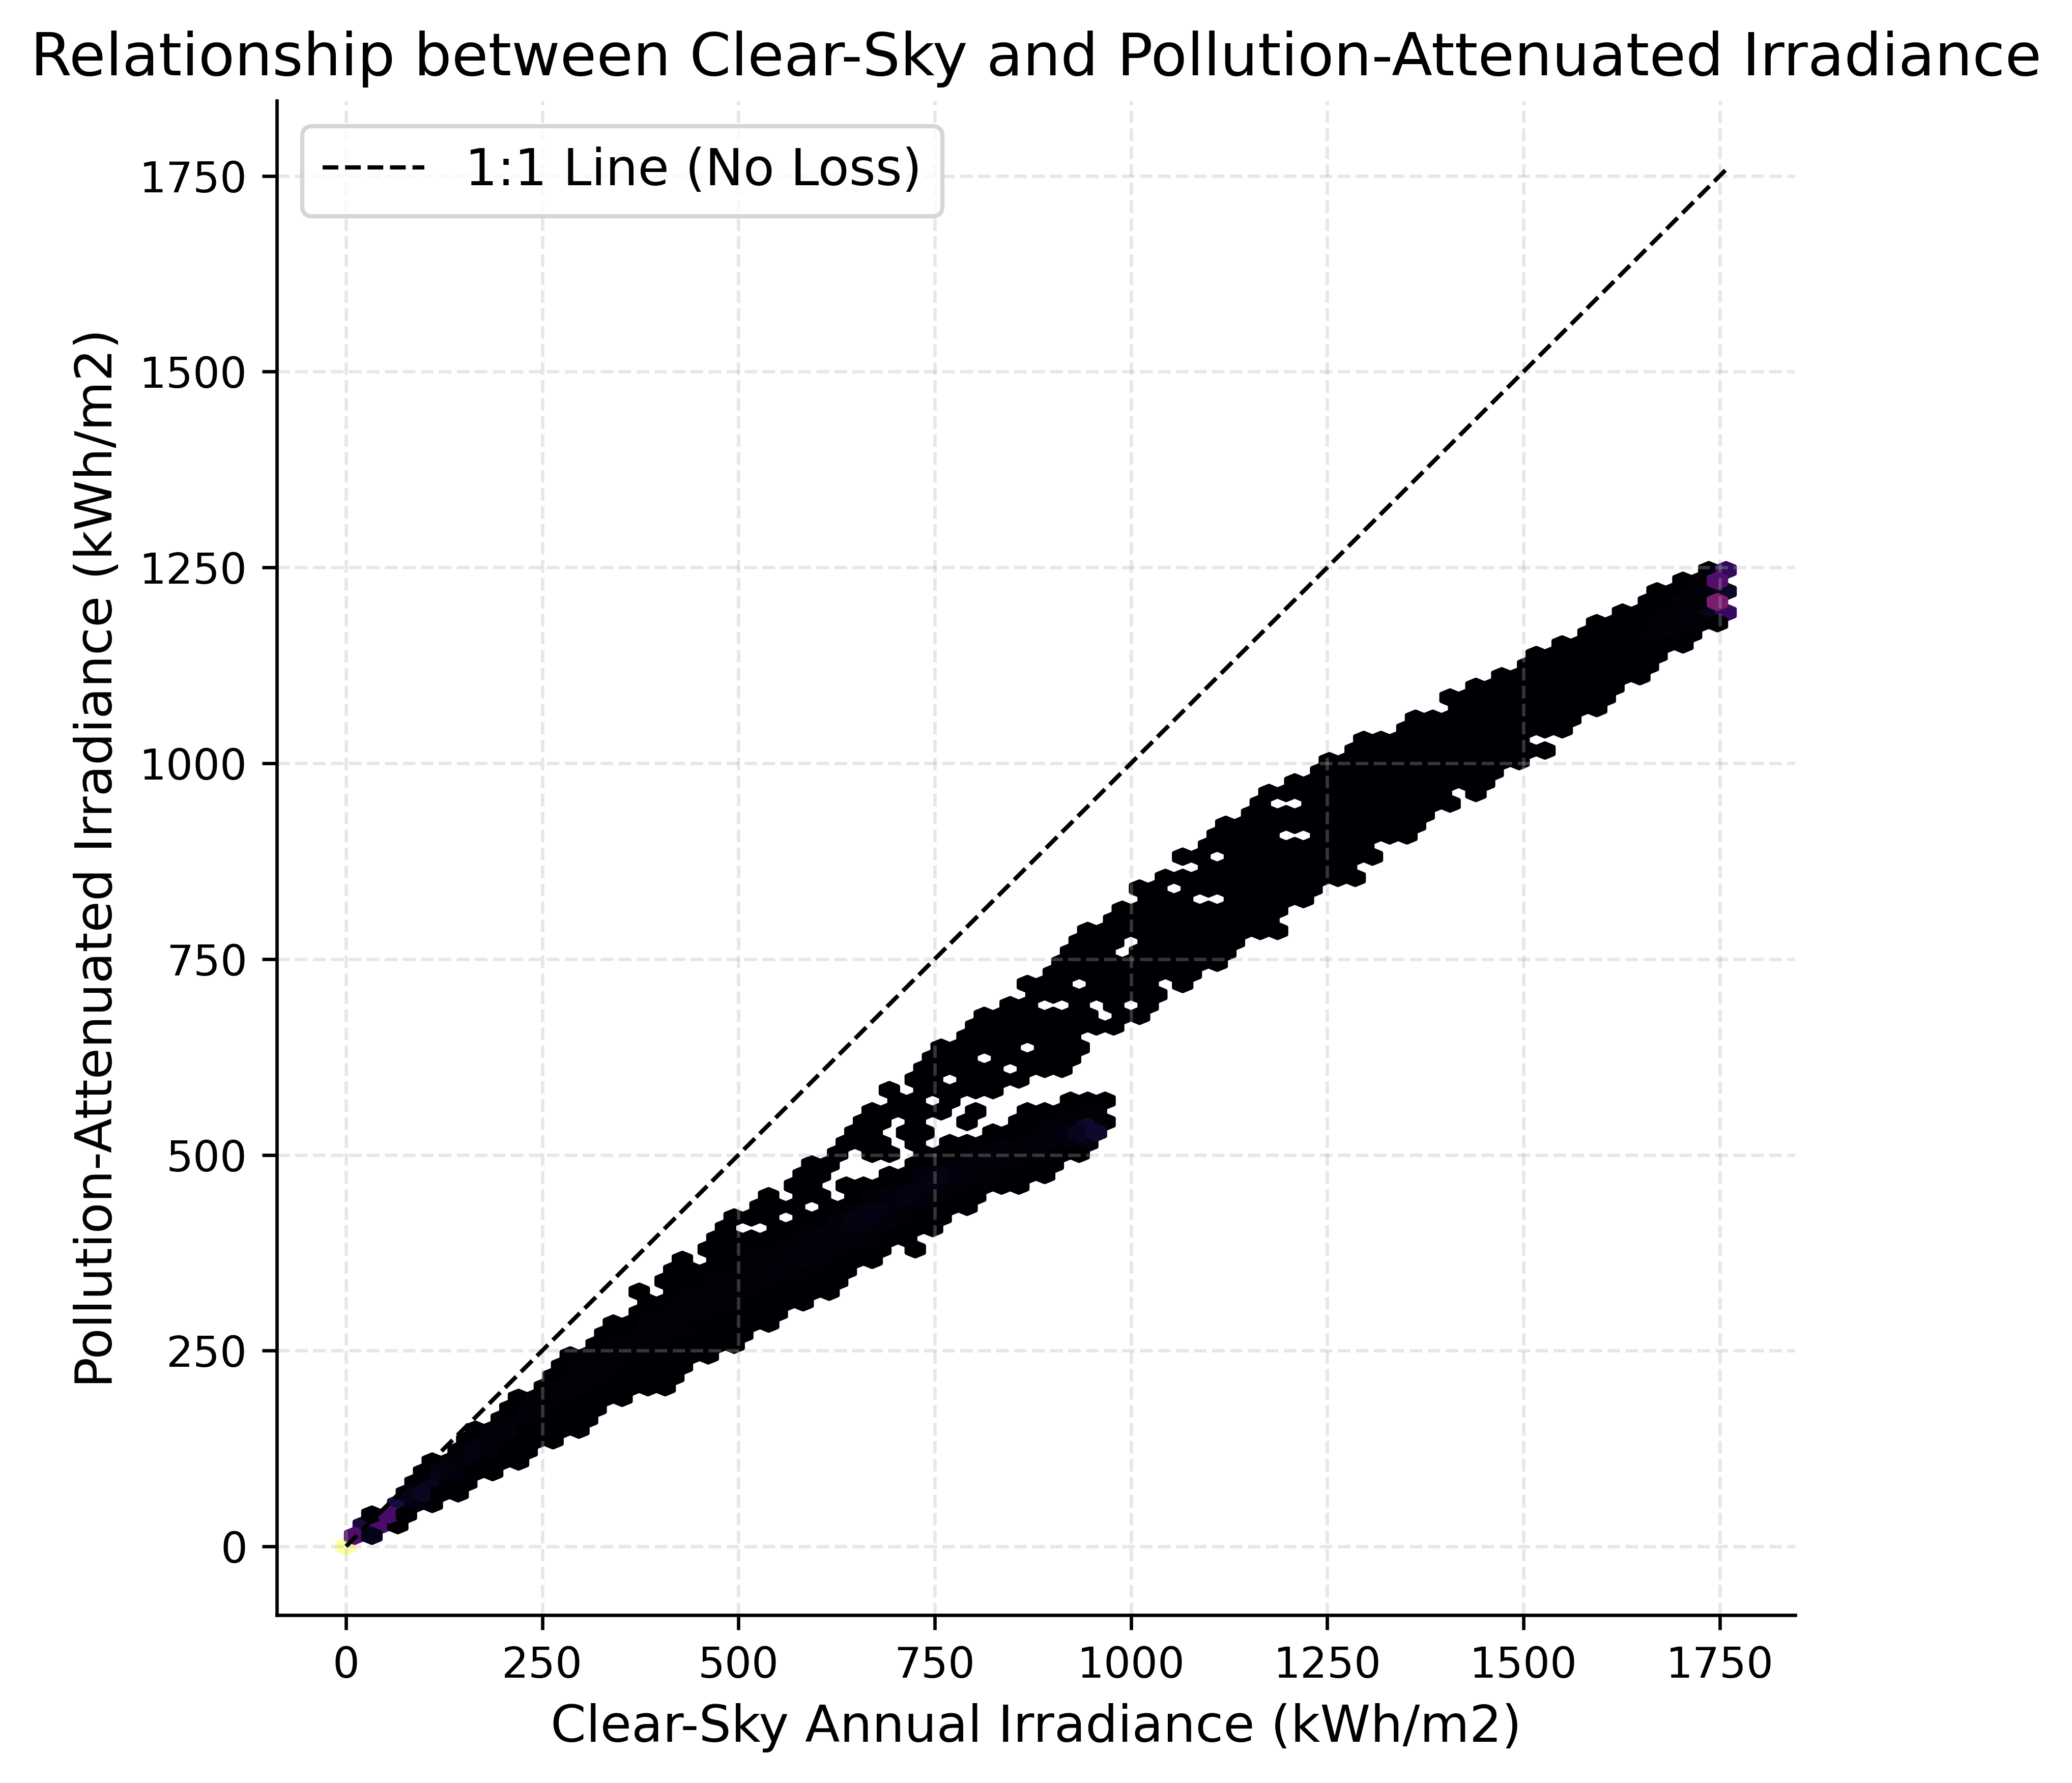 Relationship between Clear-Sky and Pollution-Attenuated Irradiance
1:1 Line (No Loss)
Pollution-Attenuated Irradiance (kWh/m2)
1750
1500
1250
1000
750
500
250
0
0 250 500 750 1000 1250 1500 1750
Clear-Sky Annual Irradiance (kWh/m2)